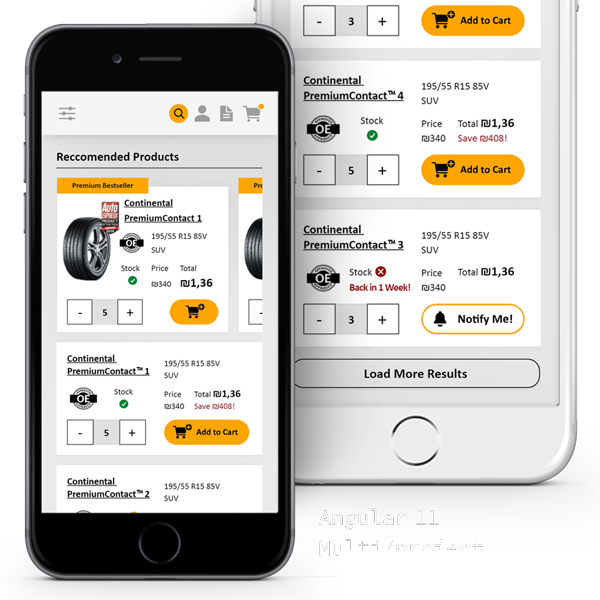 Reccomended Products
Premium Bestseller
Pre
Auto
EXPRESS
Continental
PremiumContact 1
OE
195/55 R15 85V
SUV
Stock
Price
Total
₪340
₪1,36
- 5 +
-
Continental
PremiumContact™ 1
195/55 R15 85V
SUV
OE
Stock
Price
Total ₪1,36
₪340
Save ₪408!
- 5 +
Add to Cart
Continental
PremiumContact™ 2
195/55 R15 85V
SUV
- 3 +
Add to Cart
Continental
PremiumContact™ 4
195/55 R15 85V
SUV
OE
Stock
Price
Total ₪1,36
₪340
Save ₪408!
- 5 +
Add to Cart
Continental
PremiumContact™ 3
195/55 R15 85V
SUV
OE
Stock
Back in 1 Week!
Price
Total ₪1,36
₪340
- 3 +
Notify Me!
Load More Results
Angular 11
Multi/project